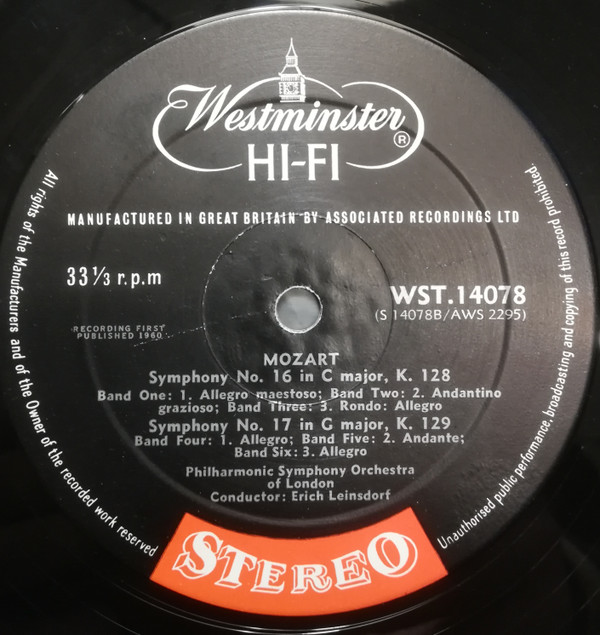 Westminster ®
HI-FI
MANUFACTURED IN GREAT BRITAIN BY ASSOCIATED RECORDINGS LTD
33⅓ r.p.m
WST.14078
(S 14078B/AWS 2295)
RECORDING FIRST
PUBLISHED 1960
MOZART
Symphony No. 16 in C major, K. 128
Band One: 1. Allegro maestoso; Band Two: 2. Andantino
grazioso; Band Three: 3. Rondo: Allegro
Symphony No. 17 in G major, K. 129
Band Four: 1. Allegro; Band Five: 2. Andante;
Band Six: 3. Allegro
Philharmonic Symphony Orchestra
of London
Conductor: Erich Leinsdorf
STEREO
All rights of the Manufacturers and of the Owner of the recorded work reserved
Unauthorised public performance, broadcasting and copying of this record prohibited.